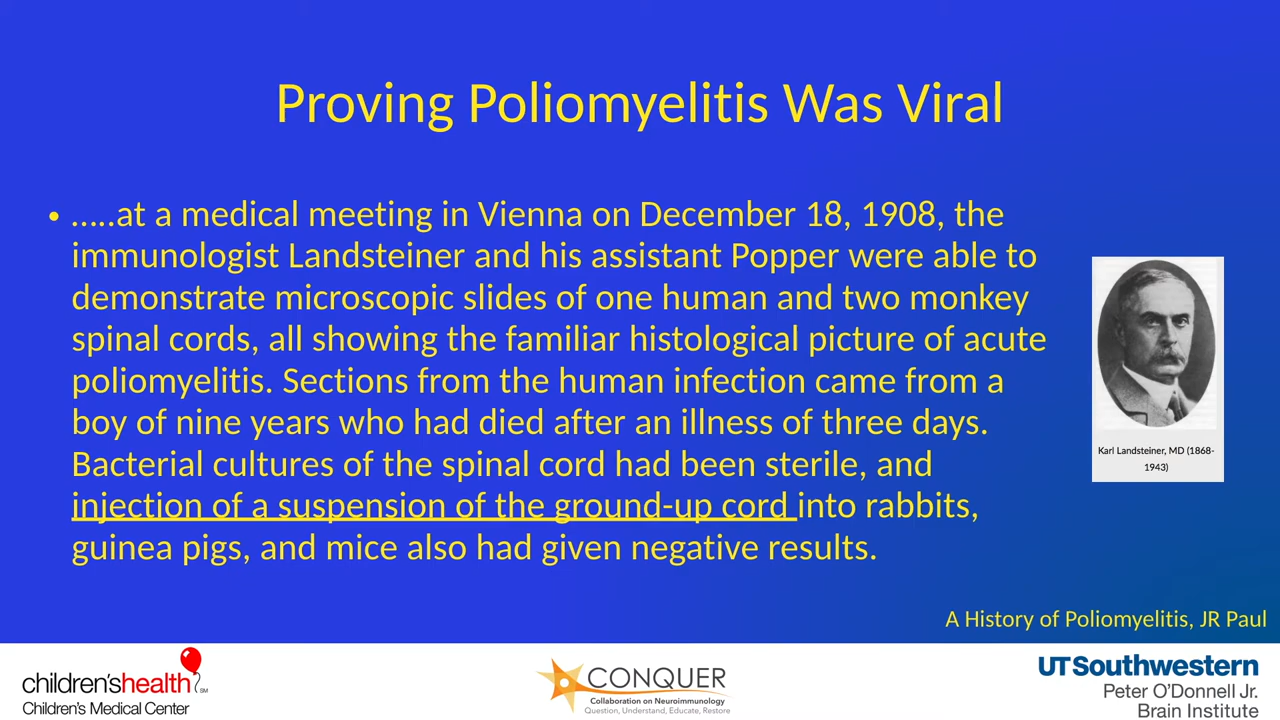 Proving Poliomyelitis Was Viral
• .....at a medical meeting in Vienna on December 18, 1908, the
immunologist Landsteiner and his assistant Popper were able to
demonstrate microscopic slides of one human and two monkey
spinal cords, all showing the familiar histological picture of acute
poliomyelitis. Sections from the human infection came from a
boy of nine years who had died after an illness of three days.
Bacterial cultures of the spinal cord had been sterile, and
injection of a suspension of the ground-up cord into rabbits,
guinea pigs, and mice also had given negative results.
Karl Landsteiner, MD (1868-
1943)
A History of Poliomyelitis, JR Paul
children'shealth SM
Children's Medical Center
CONQUER
Collaboration on Neuroimmunology
Question, Understand, Educate, Restore
UTSouthwestern
Peter O'Donnell Jr.
Brain Institute